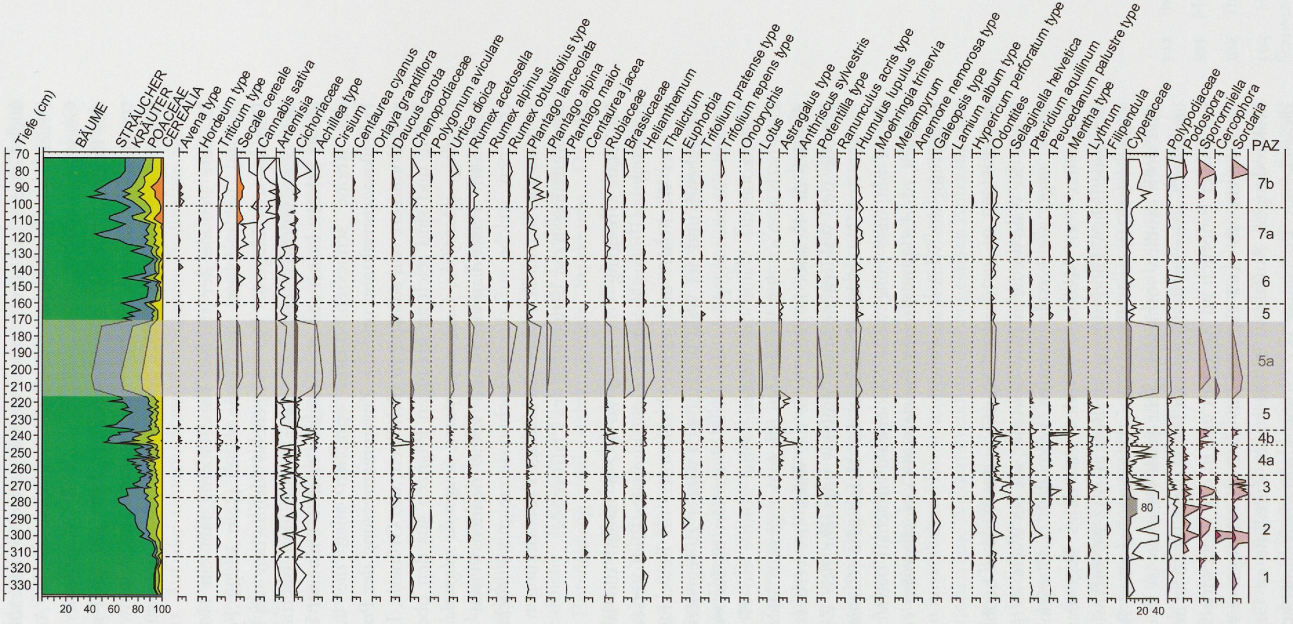 Tiefe (cm)
BÄUME
STRÄUCHER
KRÄUTER
POACEAE
CEREALIA
Avena type
Hordeum type
Triticum type
Secale cereale
Cannabis sativa
Artemisia
Cichoriaceae
Achillea type
Cirsium type
Centaurea cyanus
Orlaya grandiflora
Daucus carota
Chenopodiaceae
Polygonum aviculare
Urtica dioica
Rumex acetosella
Rumex alpinus
Rumex obtusifolius type
Plantago lanceolata
Plantago alpina
Plantago maior
Centaurea jacea
Rubiaceae
Brassicaceae
Helianthemum
Thalictrum
Euphorbia
Trifolium pratense type
Trifolium repens type
Onobrychis
Lotus
Astragalus type
Anthriscus sylvestris
Potentilla type
Ranunculus acris type
Humulus lupulus
Moehringia trinervia
Melampyrum
Anemone nemorosa type
Galeopsis type
Lamium album type
Hypericum perforatum type
Odontites
Selaginella helvetica
Pteridium aquilinum
Peucedanum palustre type
Mentha type
Lythrum
Filipendula
Cyperaceae
Polypodiaceae
Podospora
Sporormiella
Cercophora
Sordaria
PAZ
70
80
90
100
110
120
130
140
150
160
170
180
190
200
210
220
230
240
250
260
270
280
290
300
310
320
330
7b
7a
6
5
5a
5
4b
4a
3
80
2
1
20 40 60 80 100
20 40